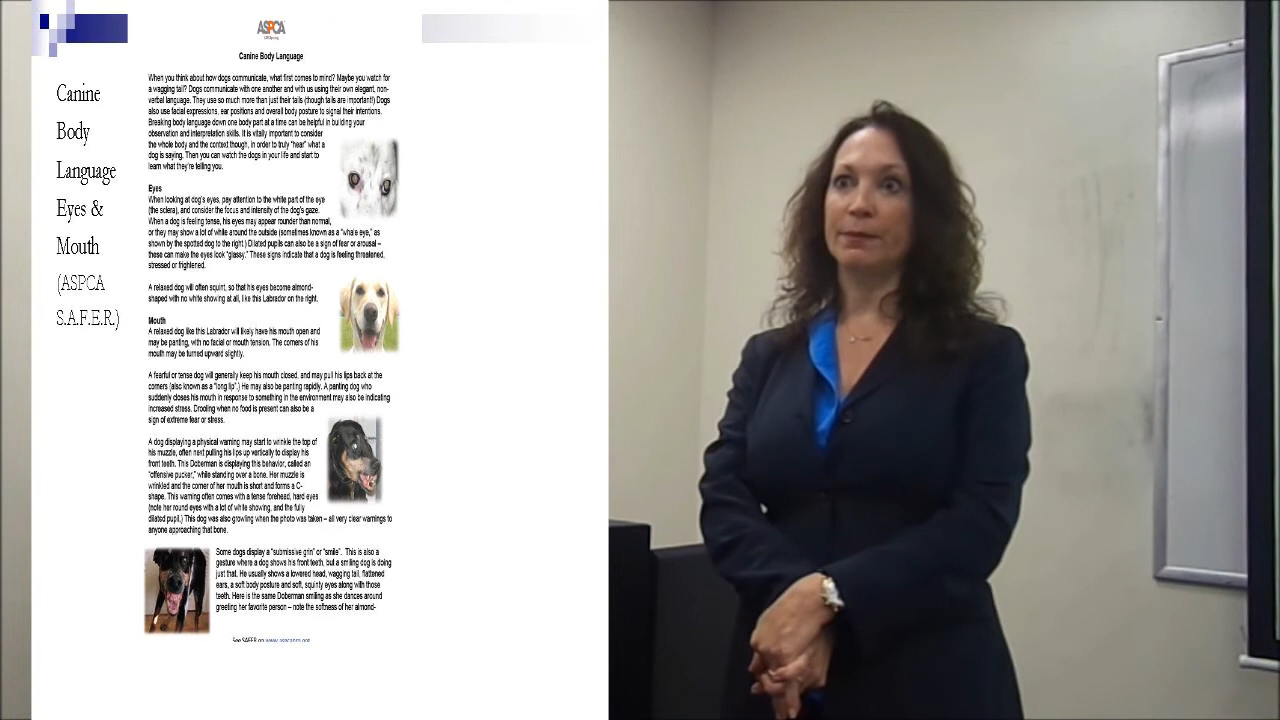 Canine
Body
Language
Eyes &
Mouth
(ASPCA
S.A.F.E.R.)
ASPCA
Canine Body Language
When you think about how dogs communicate, what first comes to mind? Maybe you watch for
a wagging tail? Dogs communicate with one another and with us using their own elegant, non-
verbal language. They use so much more than just their tails (though tails are important!) Dogs
also use facial expressions, ear positions and overall body posture to signal their intentions.
Breaking body language down one body part at a time can be helpful in building your
observation and interpretation skills. It is vitally important to consider
the whole body and the context though, in order to truly "hear" what a
dog is saying. Then you can watch the dogs in your life and start to
learn what they're telling you.
Eyes
When looking at dog's eyes, pay attention to the white part of the eye
(the sclera), and consider the focus and intensity of the dog's gaze.
When a dog is feeling tense, his eyes may appear rounder than normal,
or they may show a lot of white around the outside (sometimes known as a "whale eye," as
shown by the spotted dog to the right.) Dilated pupils can also be a sign of fear or arousal –
these can make the eyes look "glassy." These signs indicate that a dog is feeling threatened,
stressed or frightened.
A relaxed dog will often squint, so that his eyes become almond-
shaped with no white showing at all, like this Labrador on the right.
Mouth
A relaxed dog like this Labrador will likely have his mouth open and
may be panting, with no facial or mouth tension. The corners of his
mouth may be turned upward slightly.
A fearful or tense dog will generally keep his mouth closed, and may pull his lips back at the
corners (also known as a "long lip".) He may also be panting rapidly. A panting dog who
suddenly closes his mouth in response to something in the environment may also be indicating
increased stress. Drooling when no food is present can also be a
sign of extreme fear or stress.
A dog displaying a physical warning may start to wrinkle the top of
his muzzle, often next pulling his lips up vertically to display his
front teeth. This Doberman is displaying this behavior, called an
"offensive pucker," while standing over a bone. Her muzzle is
wrinkled and the corner of her mouth is short and forms a C-
shape. This warning often comes with a tense forehead, hard eyes
(note her round eyes with a lot of white showing, and the fully
dilated pupil.) This dog was also growling when the photo was taken – all very clear warnings to
anyone approaching that bone.
Some dogs display a "submissive grin" or "smile". This is also a
gesture where a dog shows his front teeth, but a smiling dog is doing
just that. He usually shows a lowered head, wagging tail, flattened
ears, a soft body posture and soft, squinty eyes along with those
teeth. Here is the same Doberman smiling as she dances around
greeting her favorite person – note the softness of her almond-
See SAFER on www.aspcapro.org